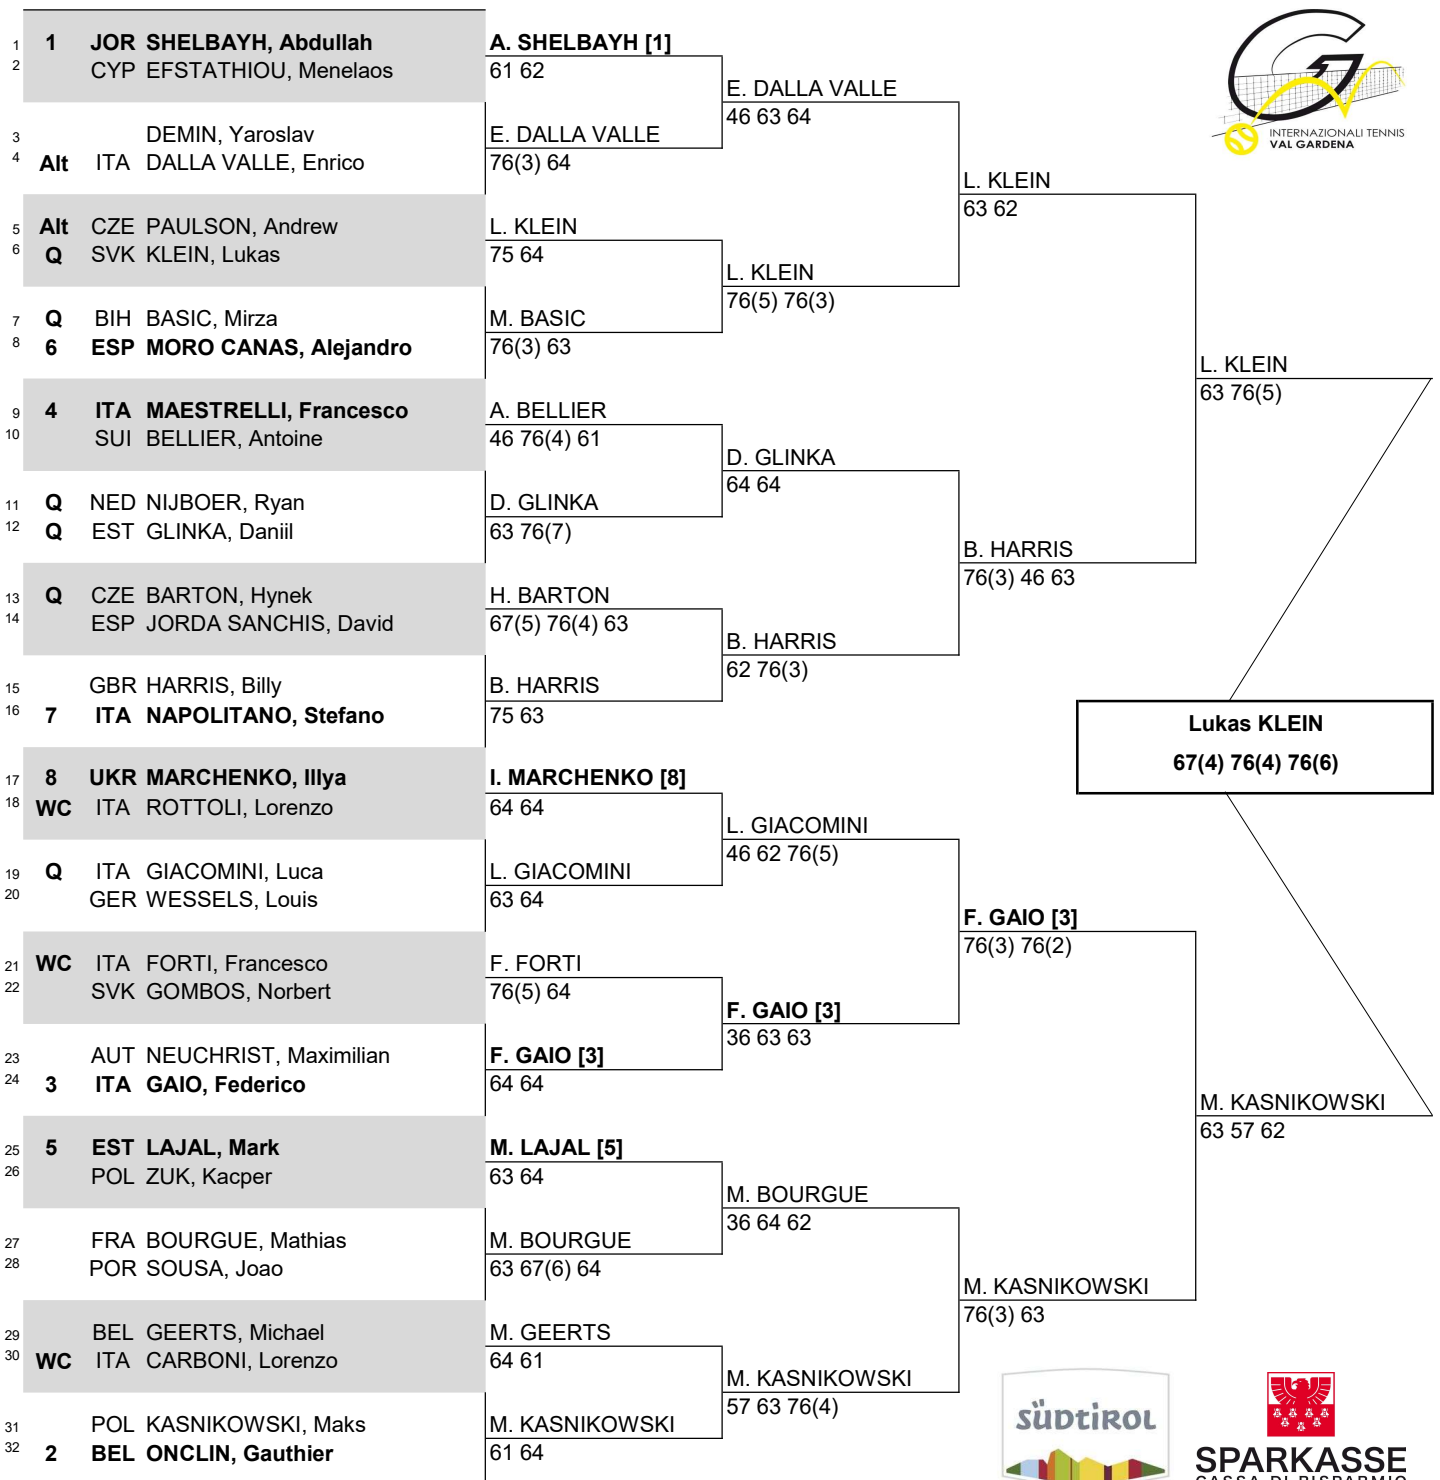 INTERNAZIONALI TENNIS
VAL GARDENA
1 1 JOR SHELBAYH, Abdullah
2 CYP EFSTATHIOU, Menelaos
3 DEMIN, Yaroslav
4 Alt ITA DALLA VALLE, Enrico
5 Alt CZE PAULSON, Andrew
6 Q SVK KLEIN, Lukas
7 Q BIH BASIC, Mirza
8 6 ESP MORO CANAS, Alejandro
9 4 ITA MAESTRELLI, Francesco
10 SUI BELLIER, Antoine
11 Q NED NIJBOER, Ryan
12 Q EST GLINKA, Daniil
13 Q CZE BARTON, Hynek
14 ESP JORDA SANCHIS, David
15 GBR HARRIS, Billy
16 7 ITA NAPOLITANO, Stefano
17 8 UKR MARCHENKO, Illya
18 WC ITA ROTTOLI, Lorenzo
19 Q ITA GIACOMINI, Luca
20 GER WESSELS, Louis
21 WC ITA FORTI, Francesco
22 SVK GOMBOS, Norbert
23 AUT NEUCHRIST, Maximilian
24 3 ITA GAIO, Federico
25 5 EST LAJAL, Mark
26 POL ZUK, Kacper
27 FRA BOURGUE, Mathias
28 POR SOUSA, Joao
29 BEL GEERTS, Michael
30 WC ITA CARBONI, Lorenzo
31 POL KASNIKOWSKI, Maks
32 2 BEL ONCLIN, Gauthier
A. SHELBAYH [1]
61 62
E. DALLA VALLE
76(3) 64
L. KLEIN
75 64
M. BASIC
76(3) 63
A. BELLIER
46 76(4) 61
D. GLINKA
63 76(7)
H. BARTON
67(5) 76(4) 63
B. HARRIS
75 63
I. MARCHENKO [8]
64 64
L. GIACOMINI
63 64
F. FORTI
76(5) 64
F. GAIO [3]
64 64
M. LAJAL [5]
63 64
M. BOURGUE
63 67(6) 64
M. GEERTS
64 61
M. KASNIKOWSKI
61 64
E. DALLA VALLE
46 63 64
L. KLEIN
76(5) 76(3)
D. GLINKA
64 64
B. HARRIS
62 76(3)
L. GIACOMINI
46 62 76(5)
F. GAIO [3]
36 63 63
M. BOURGUE
36 64 62
M. KASNIKOWSKI
57 63 76(4)
L. KLEIN
63 62
B. HARRIS
76(3) 46 63
F. GAIO [3]
76(3) 76(2)
M. KASNIKOWSKI
76(3) 63
L. KLEIN
63 76(5)
M. KASNIKOWSKI
63 57 62
Lukas KLEIN
67(4) 76(4) 76(6)
SÜDTIROL
SPARKASSE
CASSA DI RISPARMIO